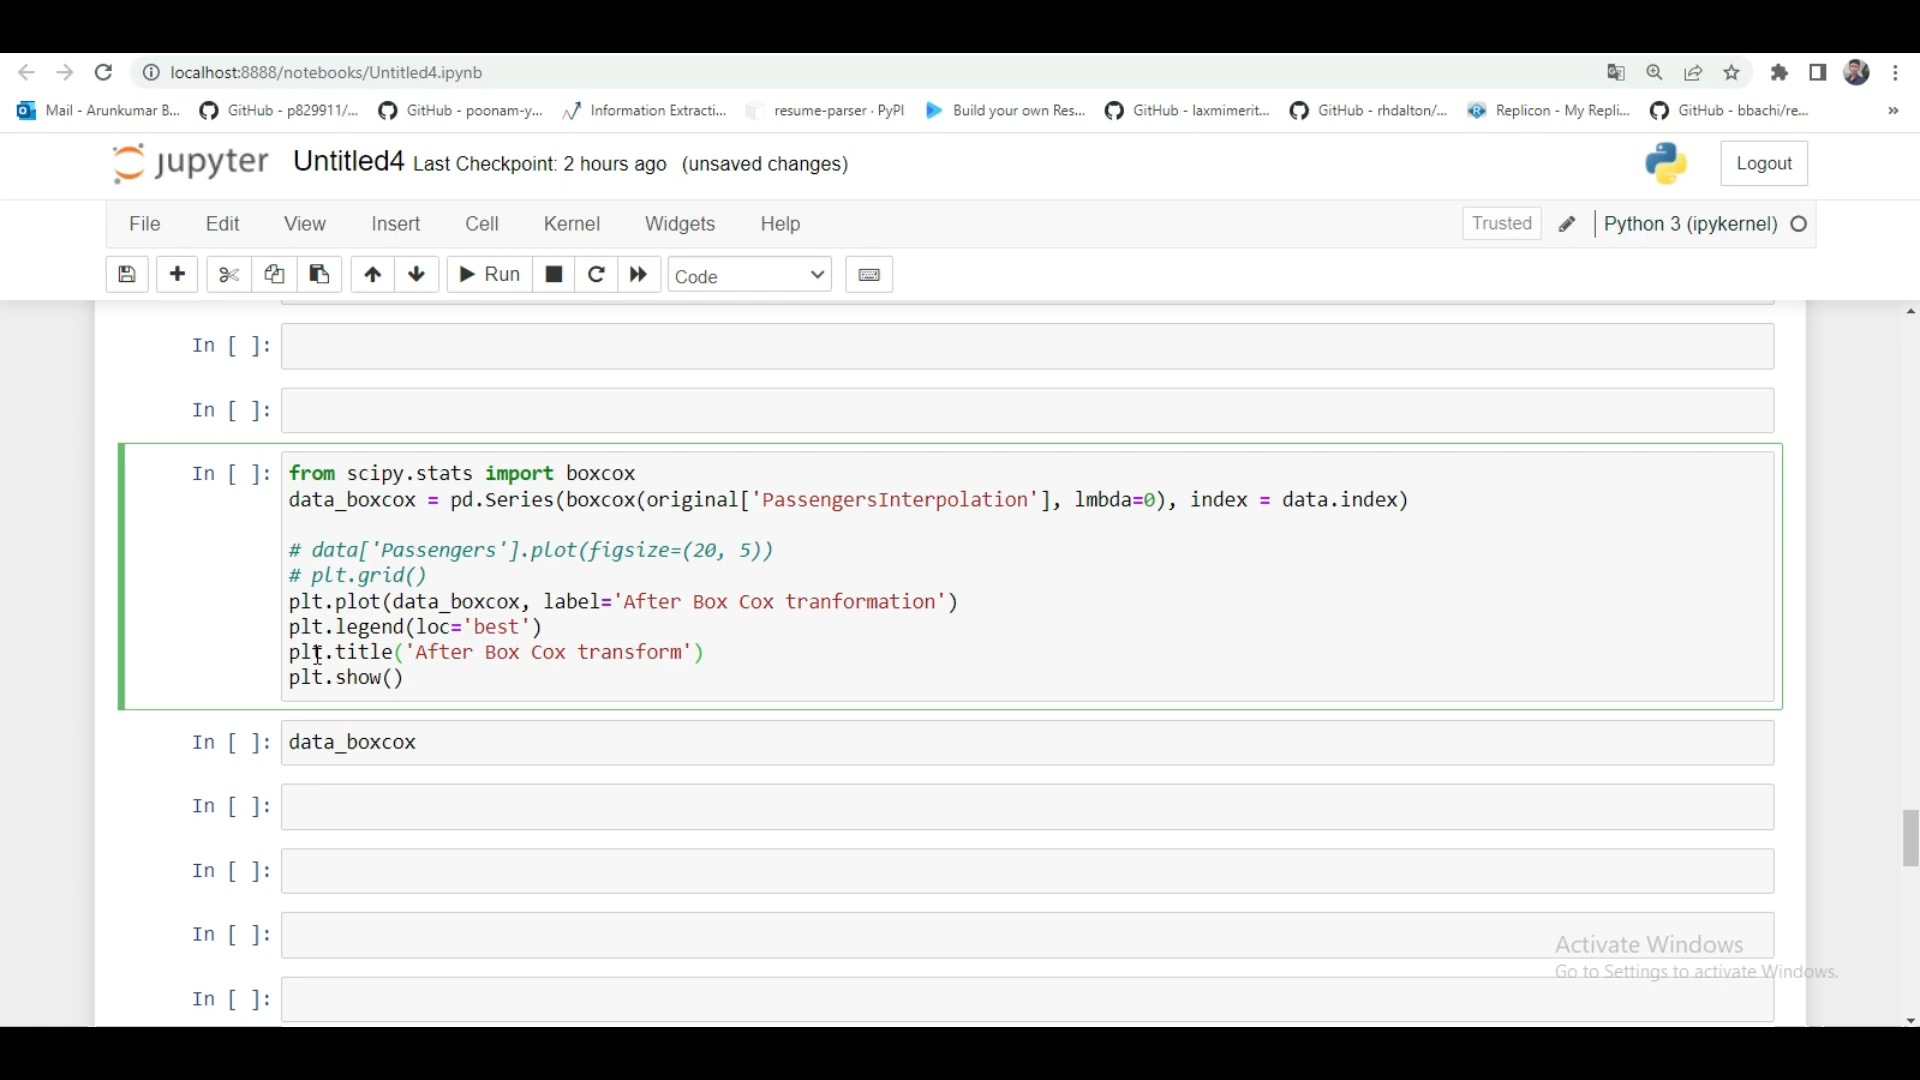 localhost:8888/notebooks/Untitled4.ipynb
Mail - Arunkumar B... GitHub - p829911/... GitHub - poonam-y... Information Extracti... resume-parser · PyPI Build your own Res... GitHub - laxmimerit... GitHub - rhdalton/... Replicon - My Repli... GitHub - bbachi/re... »
jupyter Untitled4 Last Checkpoint: 2 hours ago (unsaved changes) Logout
File Edit View Insert Cell Kernel Widgets Help Trusted Python 3 (ipykernel)
Run Code
In [ ]:
In [ ]:
In [ ]: from scipy.stats import boxcox
data_boxcox = pd.Series(boxcox(original['PassengersInterpolation'], lmbda=0), index = data.index)
# data['Passengers'].plot(figsize=(20, 5))
# plt.grid()
plt.plot(data_boxcox, label='After Box Cox tranformation')
plt.legend(loc='best')
plt.title('After Box Cox transform')
plt.show()
In [ ]: data_boxcox
In [ ]:
In [ ]:
In [ ]:
Activate Windows
Go to Settings to activate Windows.
In [ ]: